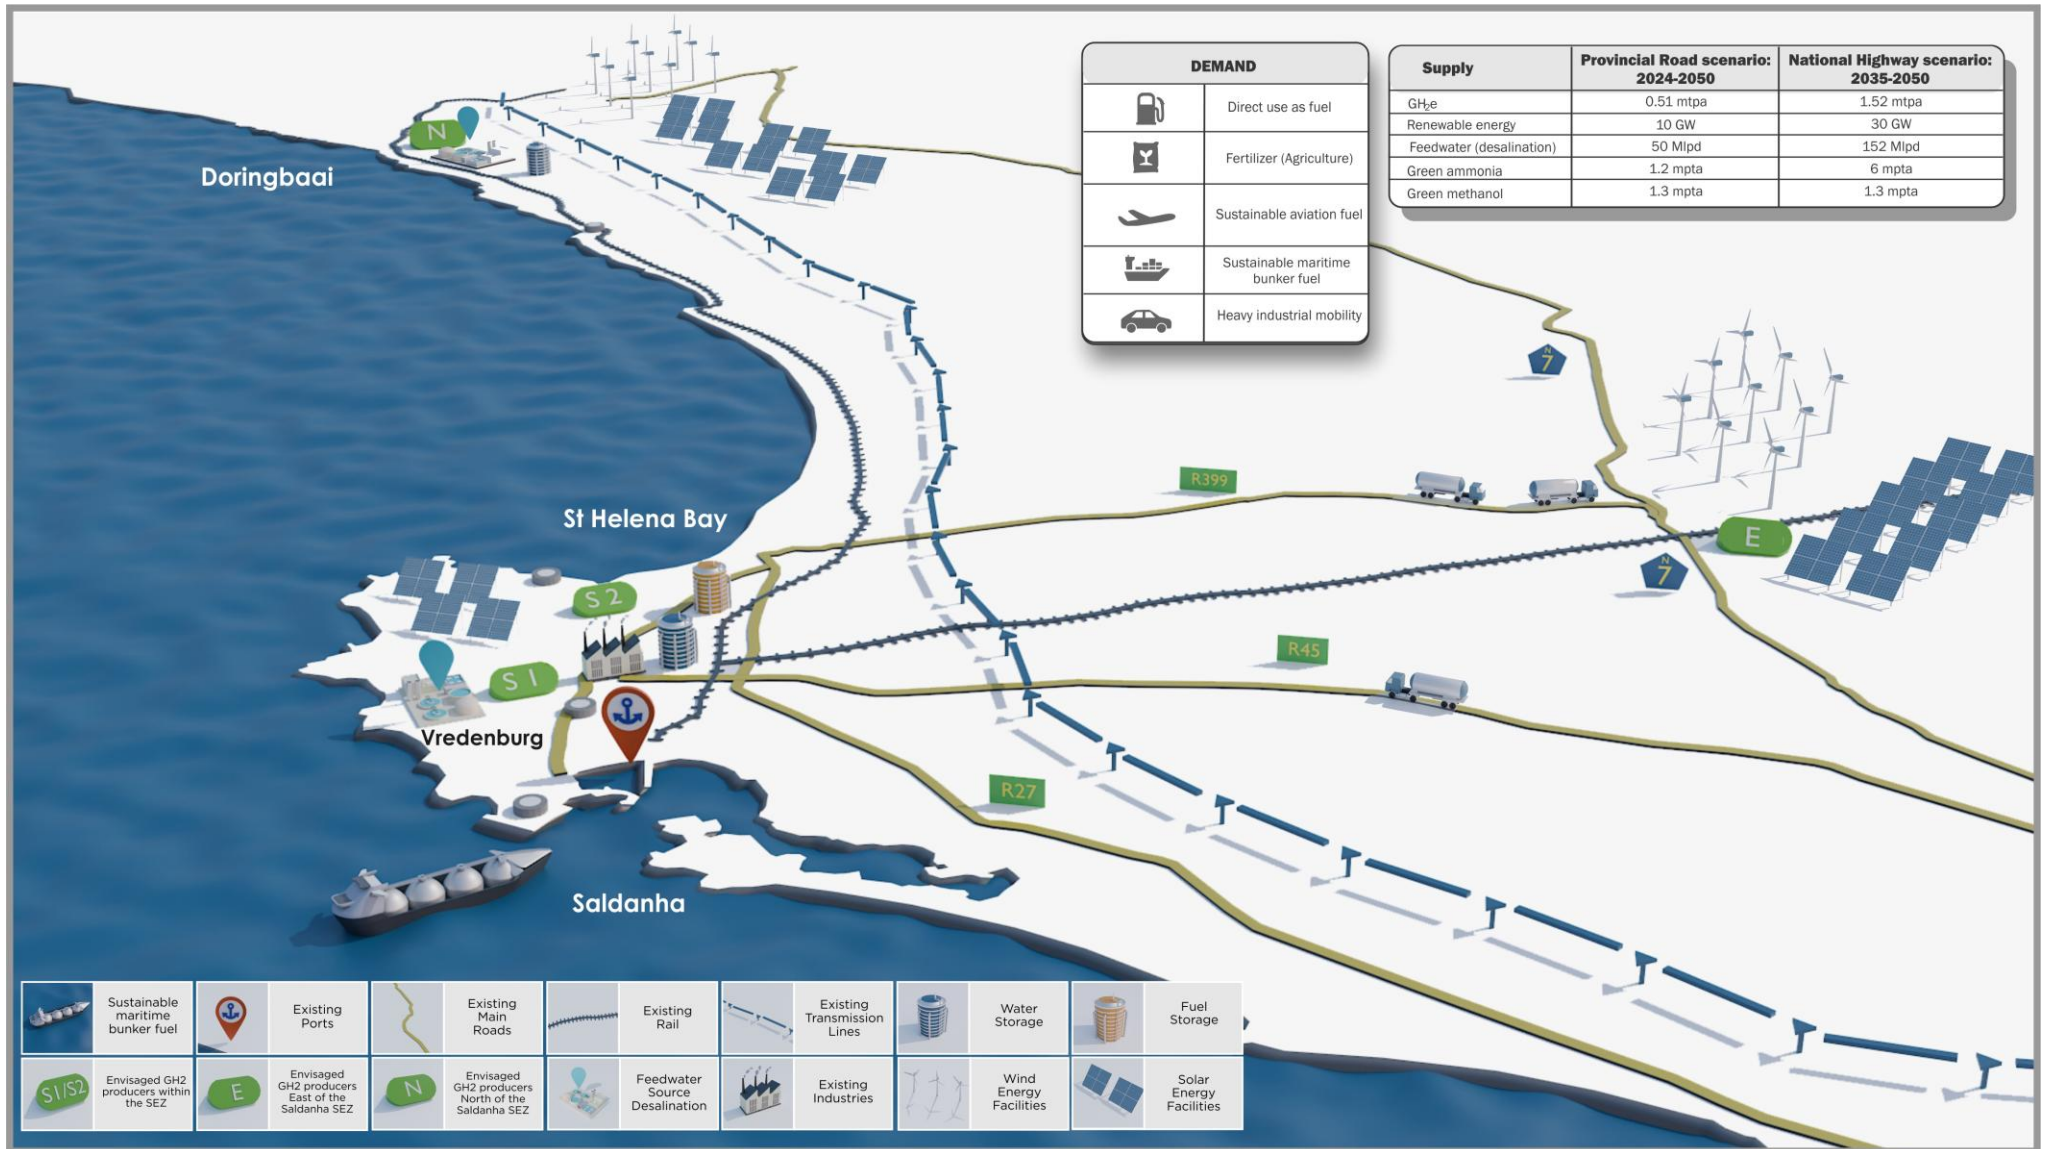 DEMAND
Direct use as fuel
Fertilizer (Agriculture)
Sustainable aviation fuel
Sustainable maritime
bunker fuel
Heavy industrial mobility
Supply
Provincial Road scenario:
2024-2050
National Highway scenario:
2035-2050
GH₂e
0.51 mtpa
1.52 mtpa
Renewable energy
10 GW
30 GW
Feedwater (desalination)
50 Mlpd
152 Mlpd
Green ammonia
1.2 mpta
6 mpta
Green methanol
1.3 mpta
1.3 mpta
N
Doringbaai
N
7
R399
St Helena Bay
E
N
7
S2
R45
S1
Vredenburg
R27
Saldanha
Sustainable
maritime
bunker fuel
Existing
Ports
Existing
Main
Roads
Existing
Rail
Existing
Transmission
Lines
Water
Storage
Fuel
Storage
S1/S2
Envisaged GH2
producers within
the SEZ
E
Envisaged
GH2 producers
East of the
Saldanha SEZ
N
Envisaged
GH2 producers
North of the
Saldanha SEZ
Feedwater
Source
Desalination
Existing
Industries
Wind
Energy
Facilities
Solar
Energy
Facilities